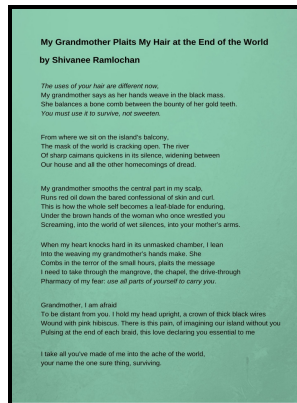 My Grandmother Plaits My Hair at the End of the World
by Shivanee Ramlochan
The uses of your hair are different now,
My grandmother says as her hands weave in the black mass.
She balances a bone comb between the bounty of her gold teeth.
You must use it to survive, not sweeten.
From where we sit on the island's balcony,
The mask of the world is cracking open. The river
Of sharp caimans quickens in its silence, widening between
Our house and all the other homecomings of dread.
My grandmother smooths the central part in my scalp,
Runs red oil down the bared confessional of skin and curl.
This is how the whole self becomes a leaf-blade for enduring,
Under the brown hands of the woman who once wrestled you
Screaming, into the world of wet silences, into your mother's arms.
When my heart knocks hard in its unmasked chamber, I lean
Into the weaving my grandmother's hands make. She
Combs in the terror of the small hours, plaits the message
I need to take through the mangrove, the chapel, the drive-through
Pharmacy of my fear: use all parts of yourself to carry you.
Grandmother, I am afraid
To be distant from you. I hold my head upright, a crown of thick black wires
Wound with pink hibiscus. There is this pain, of imagining our island without you
Pulsing at the end of each braid, this love declaring you essential to me
I take all you've made of me into the ache of the world,
your name the one sure thing, surviving.